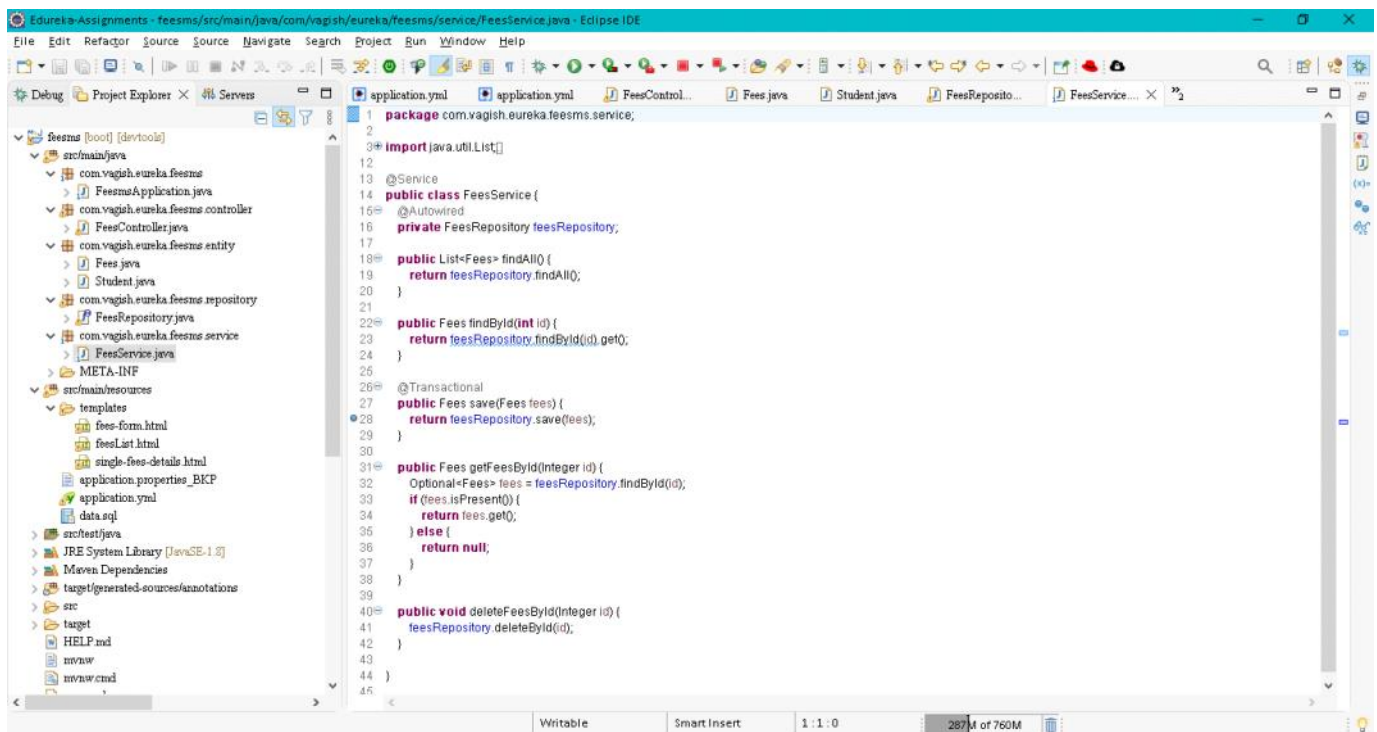 Edureka-Assignments - feesms/src/main/java/com/vagish/eureka/feesms/service/FeesService.java - Eclipse IDE
File Edit Refactor Source Source Navigate Search Project Run Window Help
Debug Project Explorer Servers
application.yml application.yml FeesControl... Fees.java Student.java FeesReposito... FeesService.... 2
feesms [boot] [devtools]
src/main/java
com.vagish.eureka.feesms
FeesmsApplication.java
com.vagish.eureka.feesms.controller
FeesController.java
com.vagish.eureka.feesms.entity
Fees.java
Student.java
com.vagish.eureka.feesms.repository
FeesRepository.java
com.vagish.eureka.feesms.service
FeesService.java
META-INF
src/main/resources
templates
fees-form.html
feesList.html
single-fees-details.html
application.properties_BKP
application.yml
data.sql
src/test/java
JRE System Library [JavaSE-1.8]
Maven Dependencies
target/generated-sources/annotations
src
target
HELP.md
mvnw
mvnw.cmd
1 package com.vagish.eureka.feesms.service;
2
3 import java.util.List;
12
13 @Service
14 public class FeesService {
15 @Autowired
16 private FeesRepository feesRepository;
17
18 public List<Fees> findAll() {
19 return feesRepository.findAll();
20 }
21
22 public Fees findById(int id) {
23 return feesRepository.findById(id).get();
24 }
25
26 @Transactional
27 public Fees save(Fees fees) {
28 return feesRepository.save(fees);
29 }
30
31 public Fees getFeesById(Integer id) {
32 Optional<Fees> fees = feesRepository.findById(id);
33 if (fees.isPresent()) {
34 return fees.get();
35 } else {
36 return null;
37 }
38 }
39
40 public void deleteFeesById(Integer id) {
41 feesRepository.deleteById(id);
42 }
43
44 }
45
Writable Smart Insert 1:1:0 287M of 760M